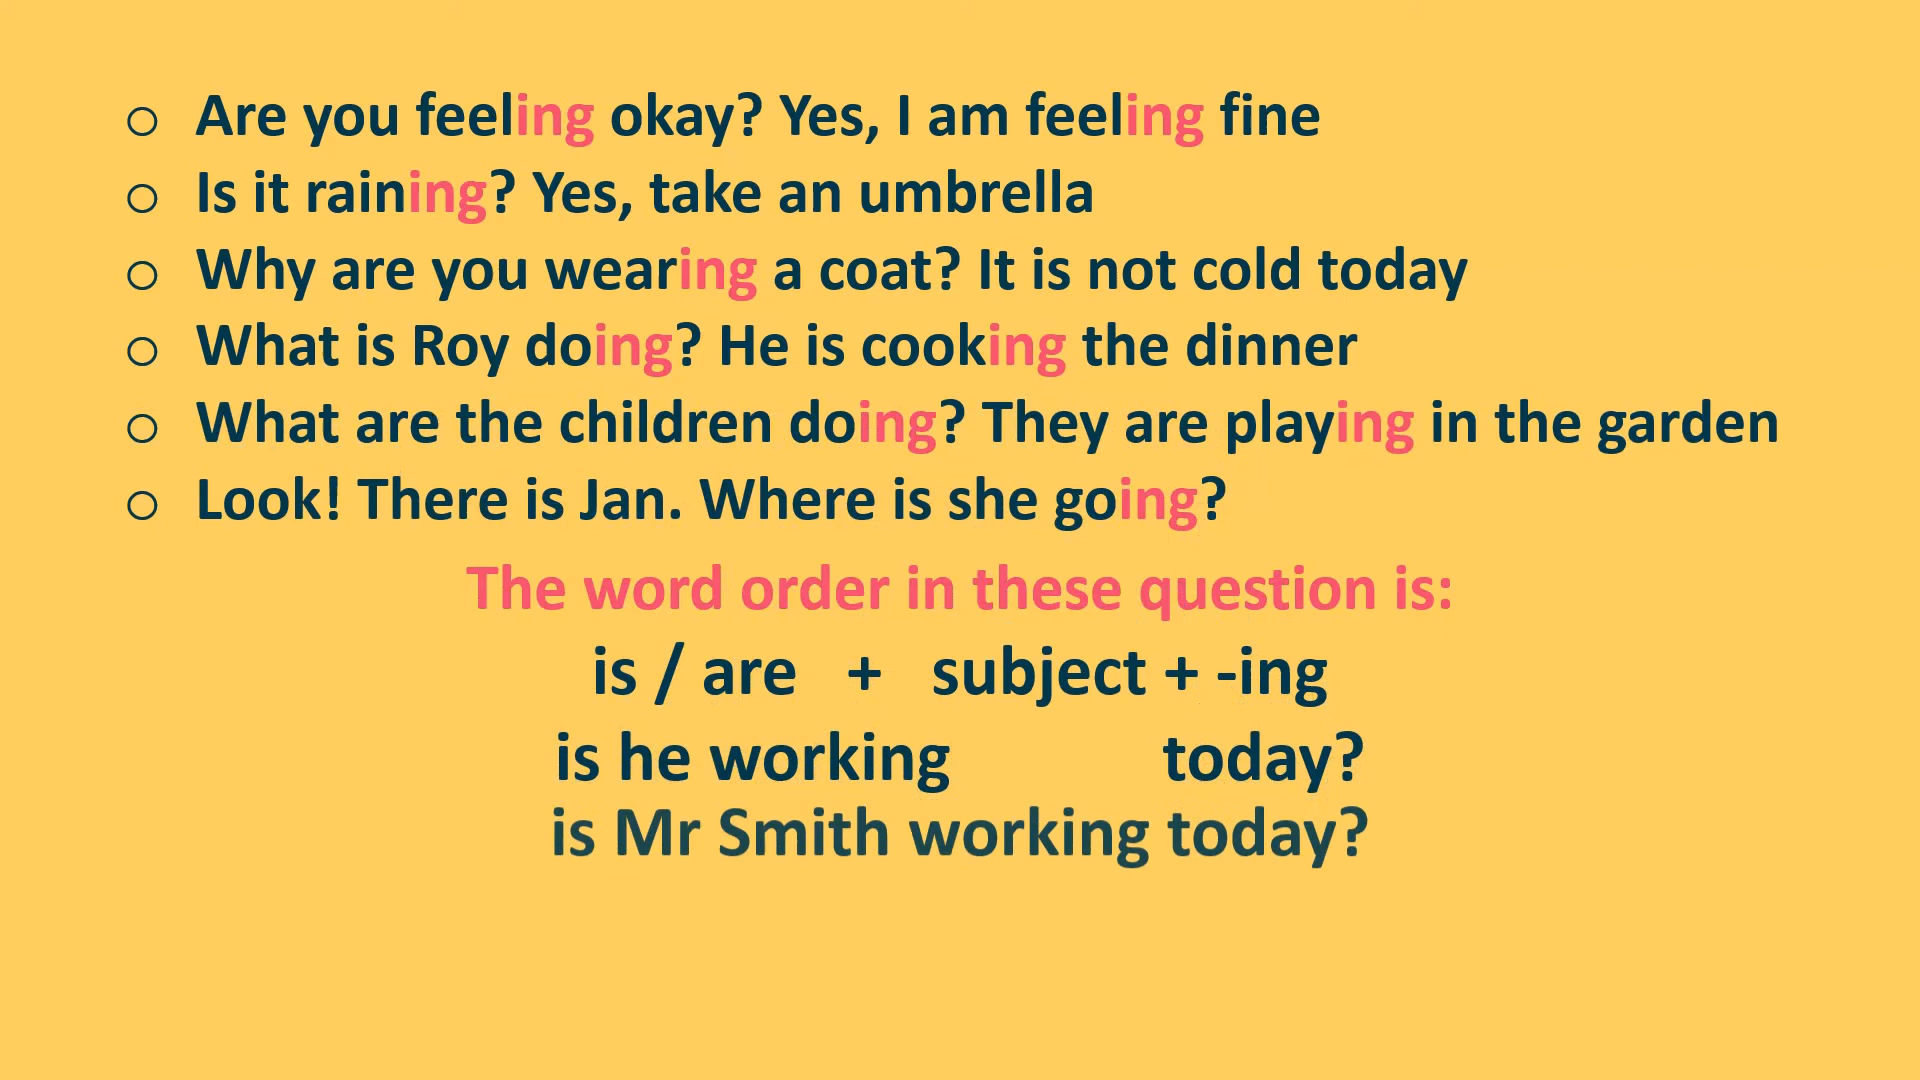 Are you feeling okay? Yes, I am feeling fine
Is it raining? Yes, take an umbrella
Why are you wearing a coat? It is not cold today
What is Roy doing? He is cooking the dinner
What are the children doing? They are playing in the garden
Look! There is Jan. Where is she going?
The word order in these question is:
is / are + subject + -ing
is he working today?
is Mr Smith working today?